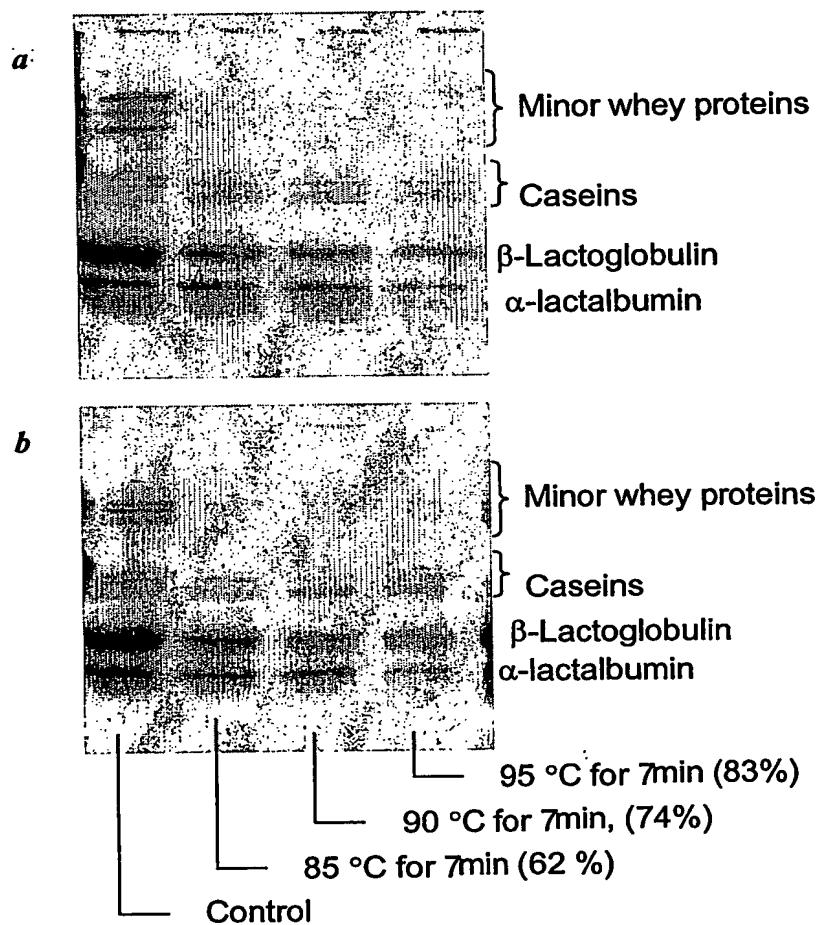 a
Minor whey proteins
Caseins
β-Lactoglobulin
α-lactalbumin
b
Minor whey proteins
Caseins
β-Lactoglobulin
α-lactalbumin
95 °C for 7min (83%)
90 °C for 7min, (74%)
85 °C for 7min (62 %)
Control